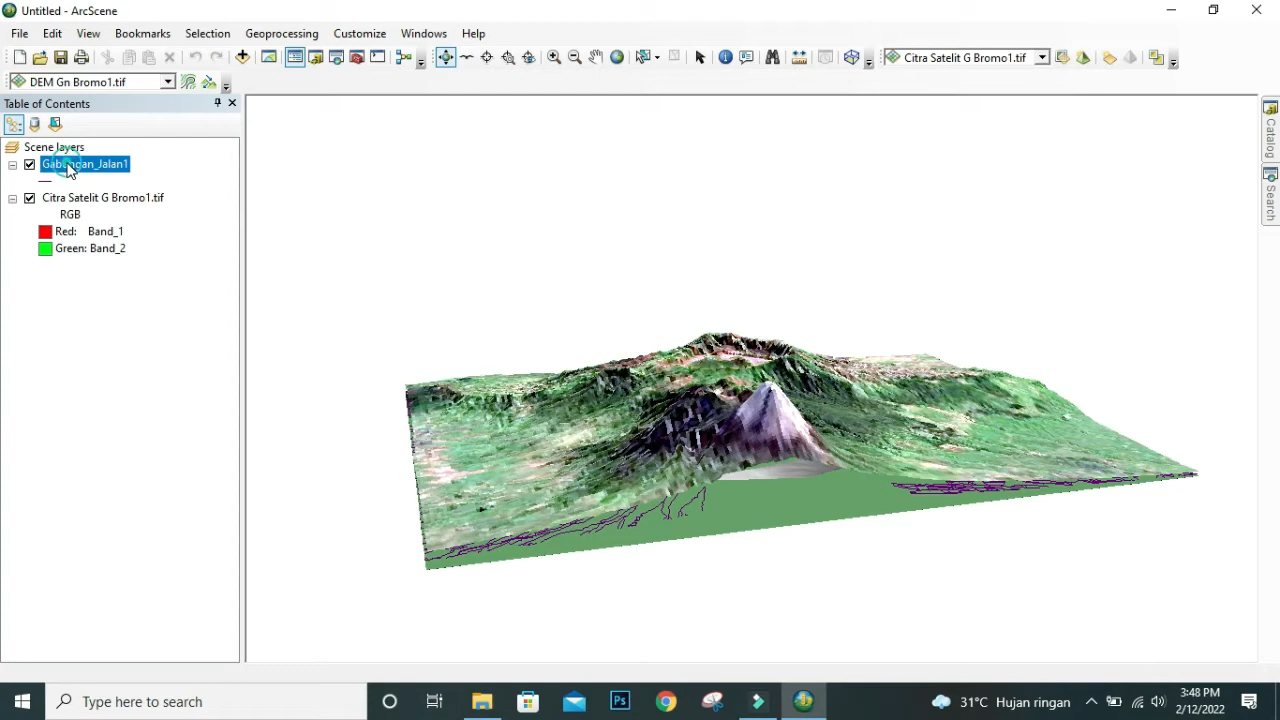 Untitled - ArcScene
File Edit View Bookmarks Selection Geoprocessing Customize Windows Help
Citra Satelit G Bromo1.tif
DEM Gn Bromo1.tif
Table of Contents
Scene layers
Gabungan_Jalan1
Citra Satelit G Bromo1.tif
RGB
Red: Band_1
Green: Band_2
Catalog
Search
Type here to search
Ps
31°C Hujan ringan
3:48 PM
2/12/2022